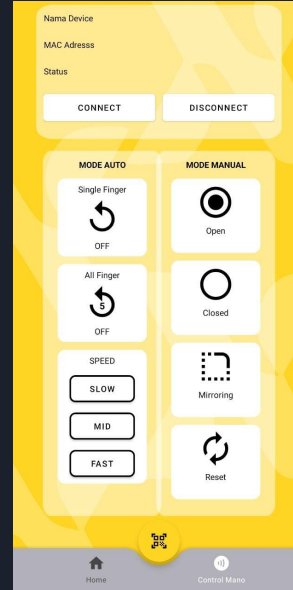 Nama Device
MAC Adresss
Status
CONNECT
DISCONNECT
MODE AUTO
Single Finger
OFF
All Finger
5
OFF
SPEED
SLOW
MID
FAST
MODE MANUAL
Open
Closed
Mirroring
Reset
Home
Control Mano